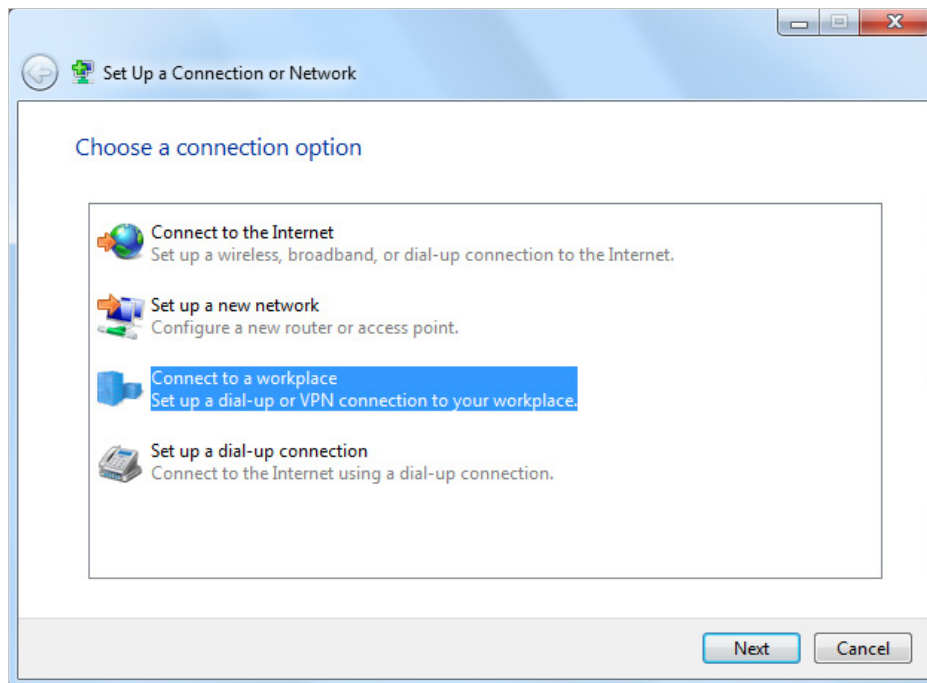 Set Up a Connection or Network
Choose a connection option
Connect to the Internet
Set up a wireless, broadband, or dial-up connection to the Internet.
Set up a new network
Configure a new router or access point.
Connect to a workplace
Set up a dial-up or VPN connection to your workplace.
Set up a dial-up connection
Connect to the Internet using a dial-up connection.
Next
Cancel